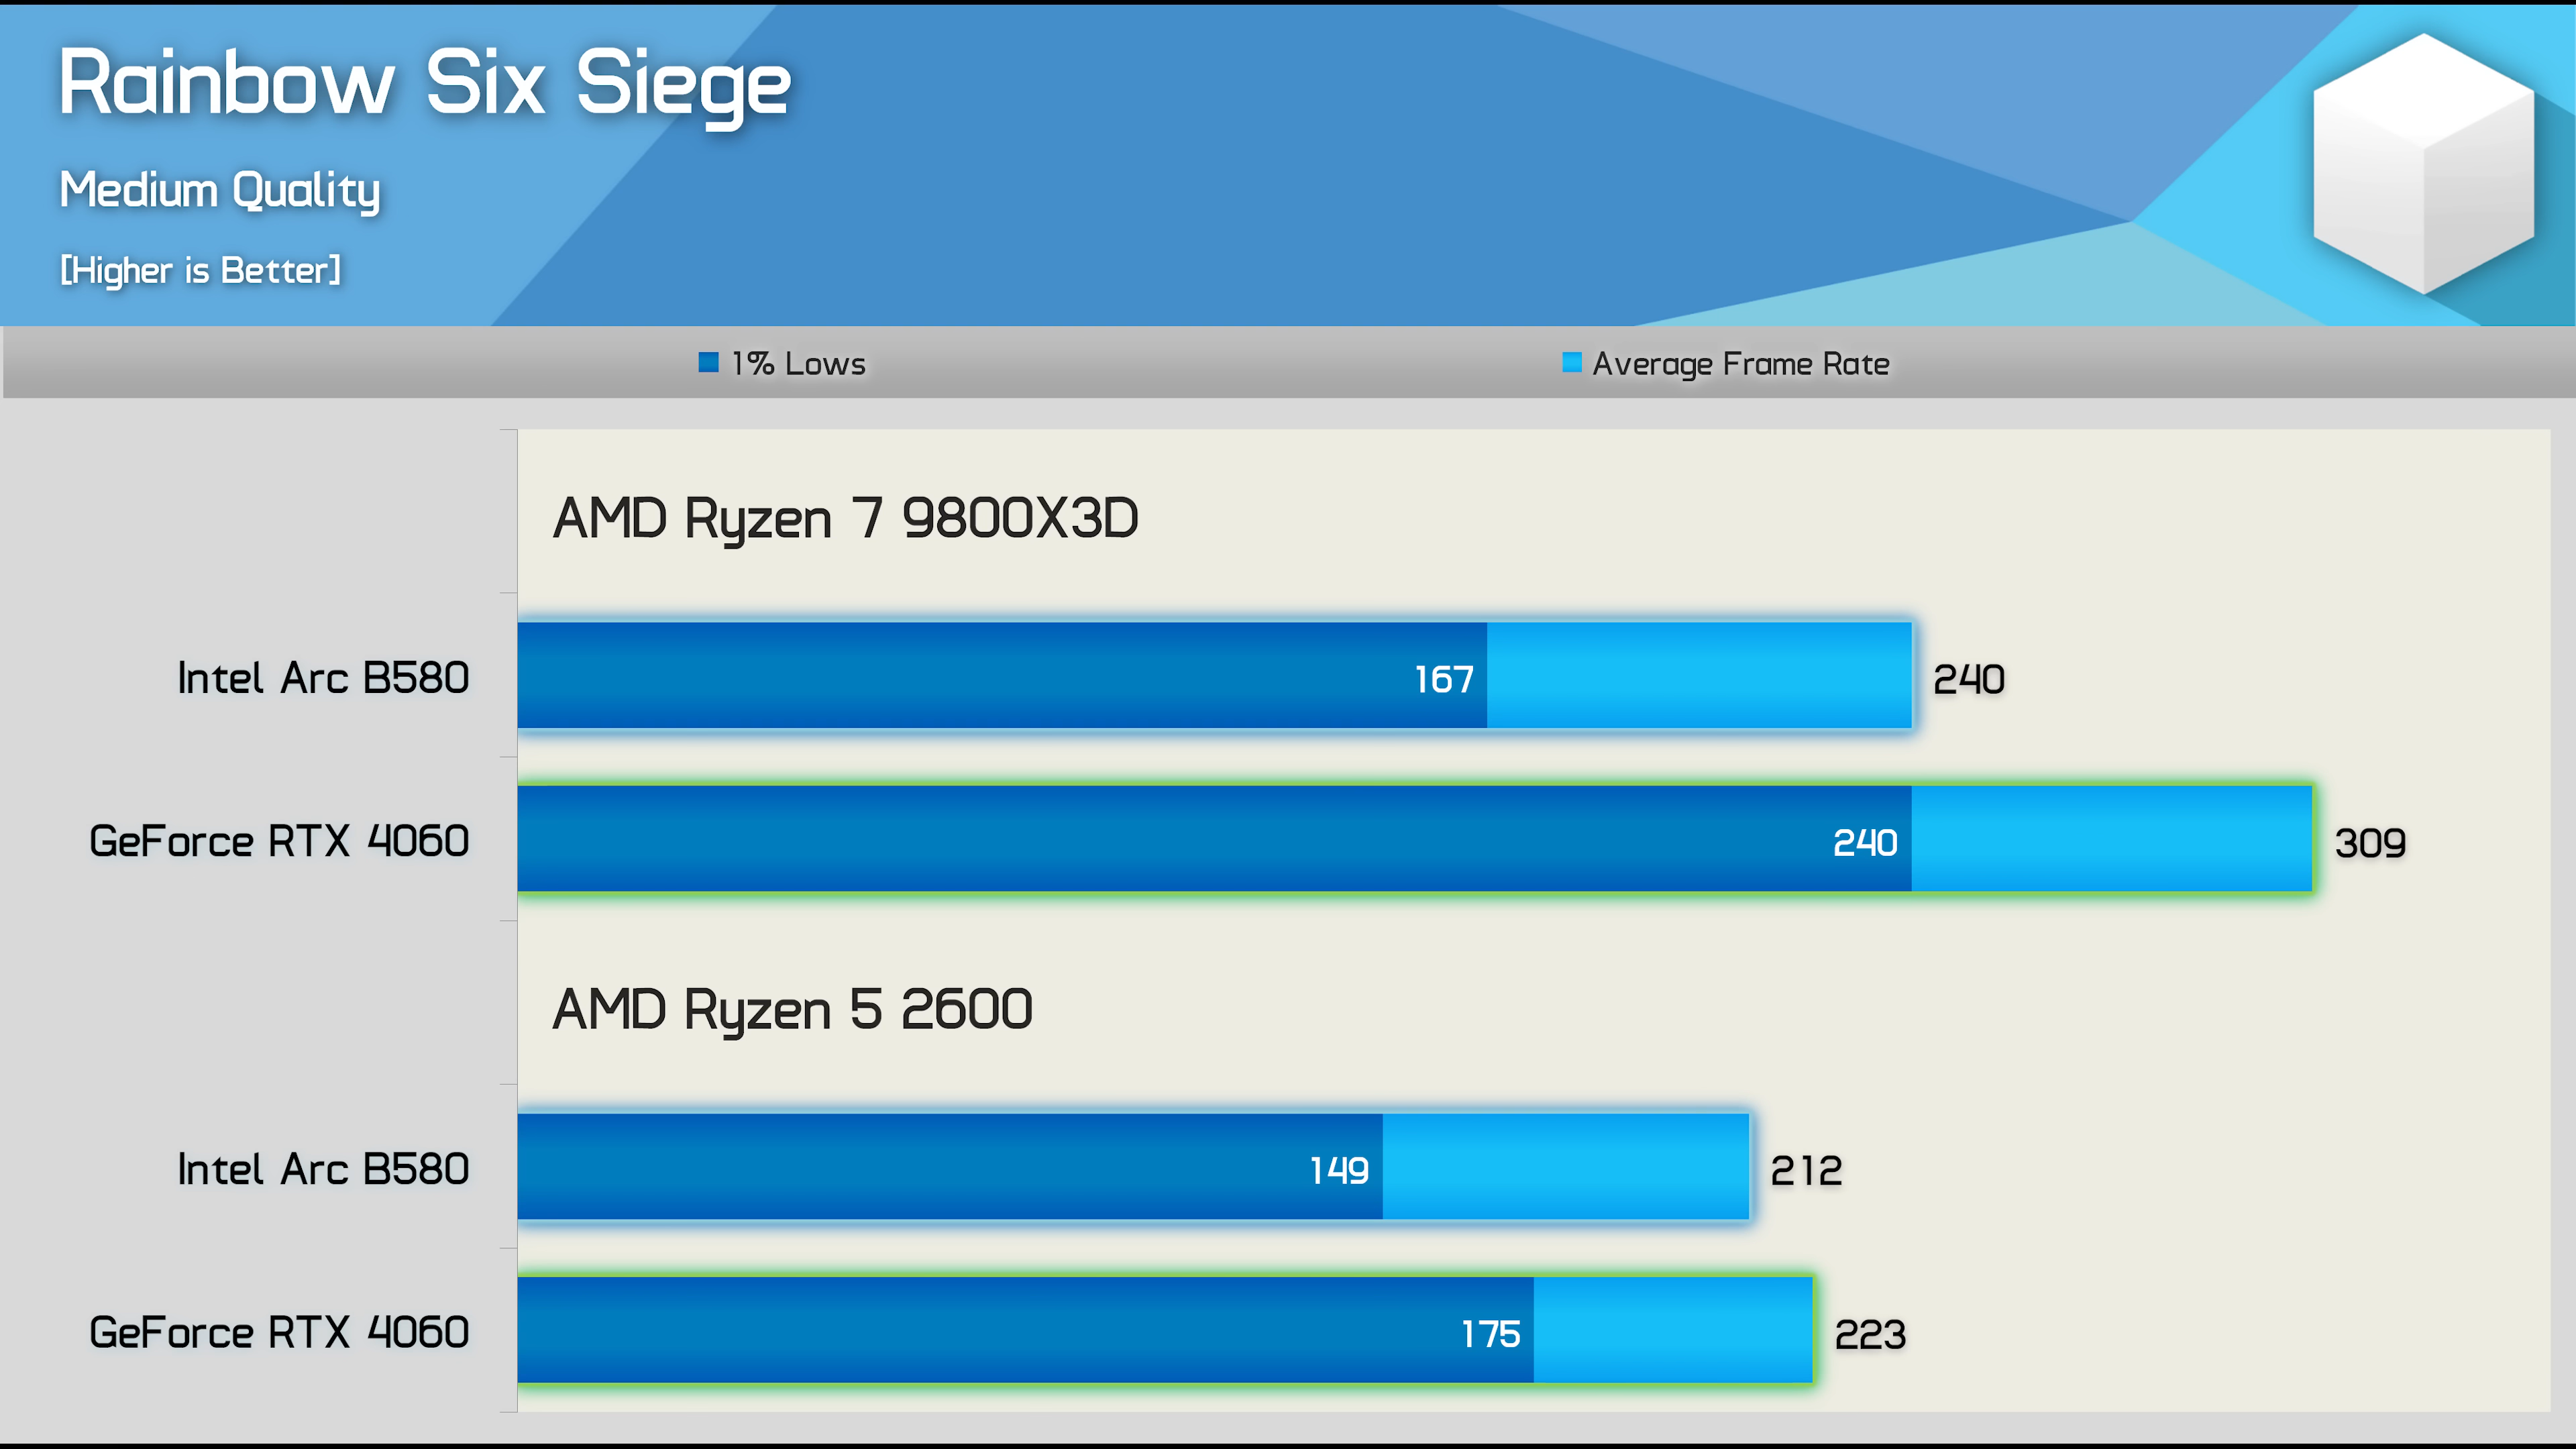 Rainbow Six Siege
Medium Quality
[Higher is Better]
1% Lows
Average Frame Rate
AMD Ryzen 7 9800X3D
Intel Arc B580
167
240
GeForce RTX 4060
240
309
AMD Ryzen 5 2600
Intel Arc B580
149
212
GeForce RTX 4060
175
223